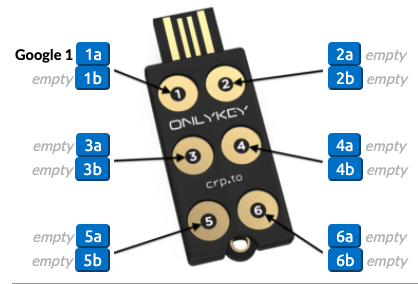 Google 1 1a
empty 1b
2a empty
2b empty
1
2
ONLYKEY
empty 3a
empty 3b
4a empty
4b empty
3
4
crp.to
empty 5a
empty 5b
6a empty
6b empty
5
6